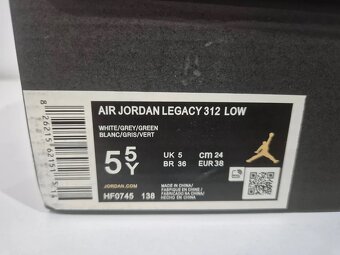 AIR JORDAN LEGACY 312 LOW
WHITE/GREY/GREEN
BLANC/GRIS/VERT
5.5Y
UK 5
cm 24
BR 36
EUR 38
JORDAN.COM
HF0745 138
MADE IN CHINA
FABRIQUÉ EN CHINE
HECHO EN CHINA